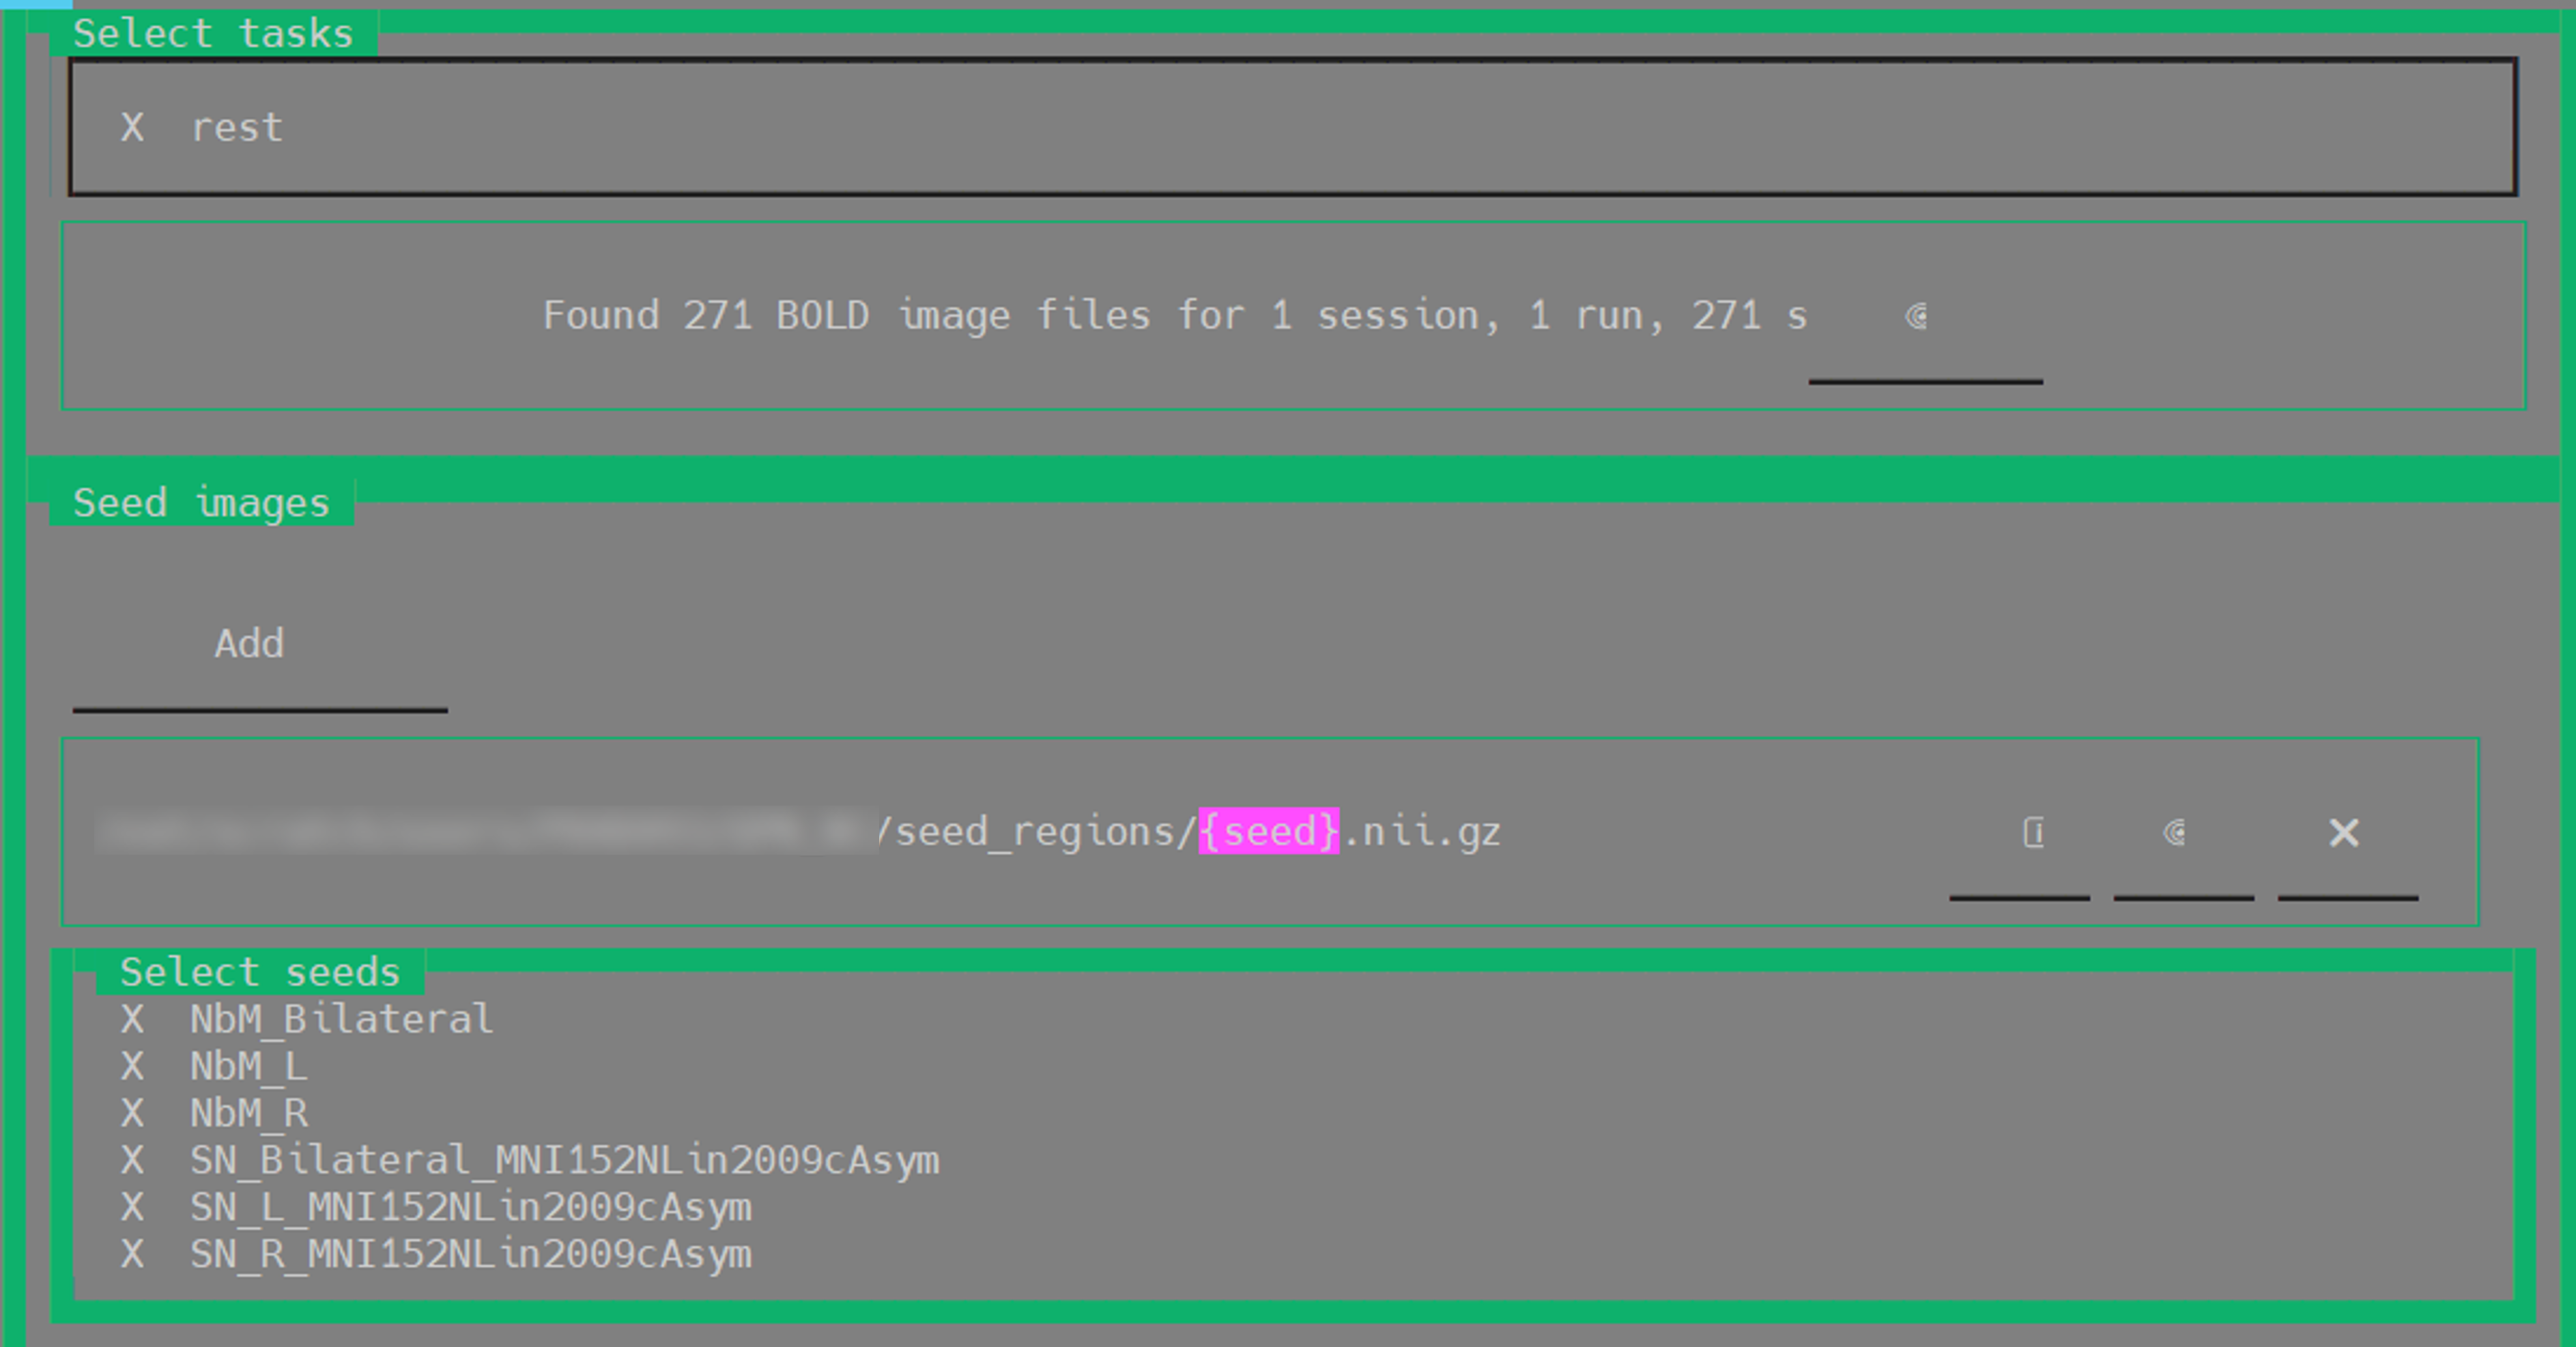 Select tasks
X rest
Found 271 BOLD image files for 1 session, 1 run, 271 s
Seed images
Add
/seed_regions/{seed}.nii.gz
Select seeds
X NbM_Bilateral
X NbM_L
X NbM_R
X SN_Bilateral_MNI152NLin2009cAsym
X SN_L_MNI152NLin2009cAsym
X SN_R_MNI152NLin2009cAsym